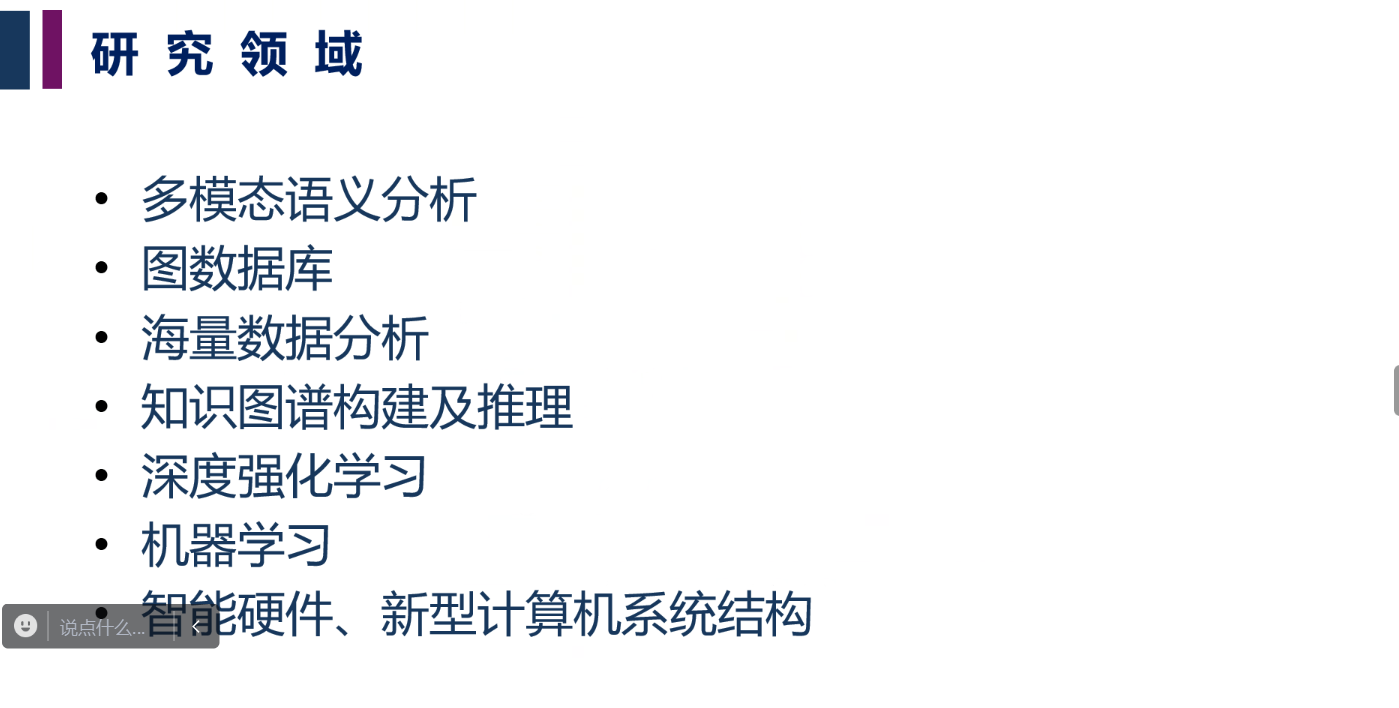 研究领域
• 多模态语义分析
• 图数据库
• 海量数据分析
• 知识图谱构建及推理
• 深度强化学习
• 机器学习
• 智能硬件、新型计算机系统结构
说点什么...